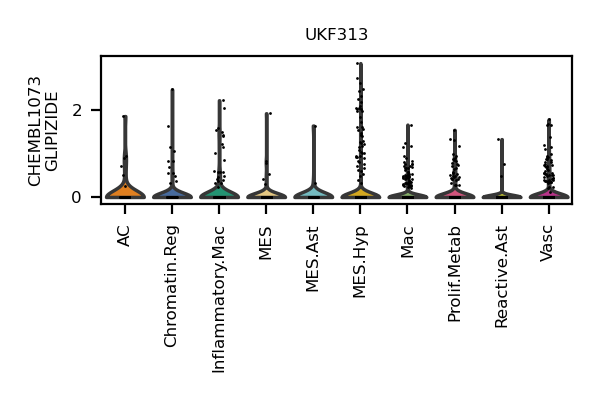 UKF313
CHEMBL1073
GLIPIZIDE
2
0
AC
Chromatin.Reg
Inflammatory.Mac
MES
MES.Ast
MES.Hyp
Mac
Prolif.Metab
Reactive.Ast
Vasc